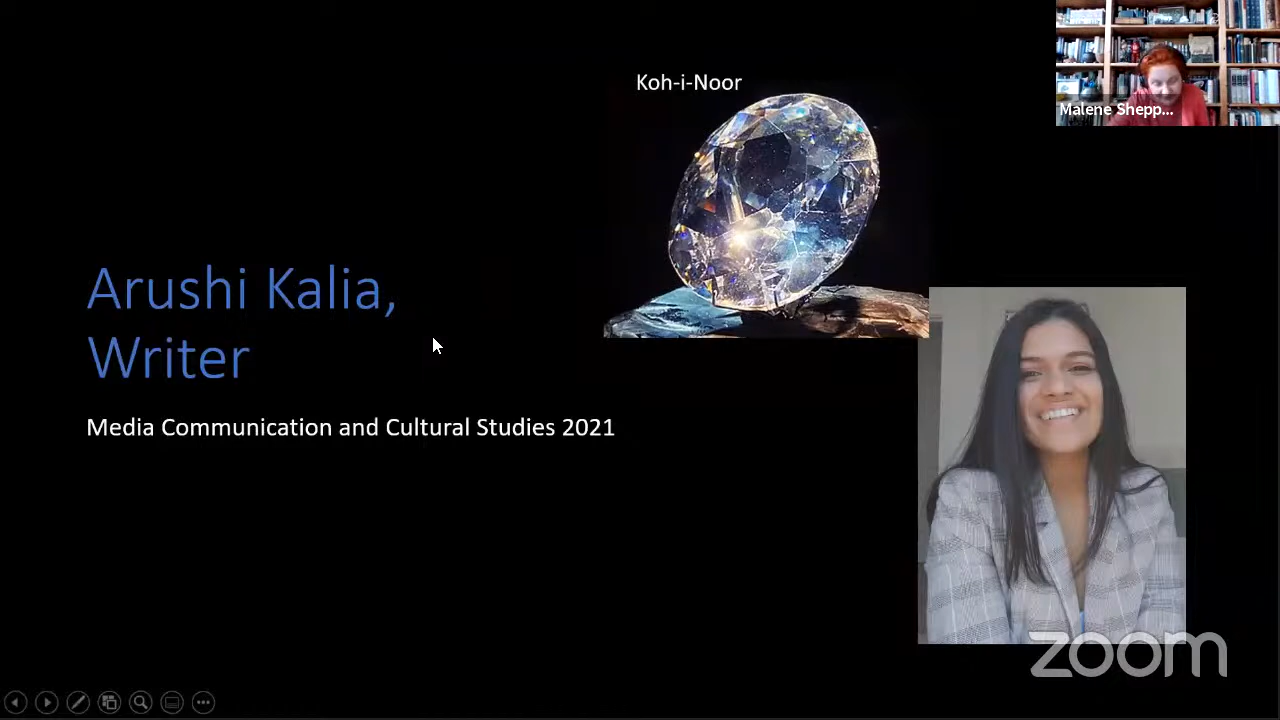 Koh-i-Noor
Malene Shepp...
Arushi Kalia,
Writer
Media Communication and Cultural Studies 2021
zoom